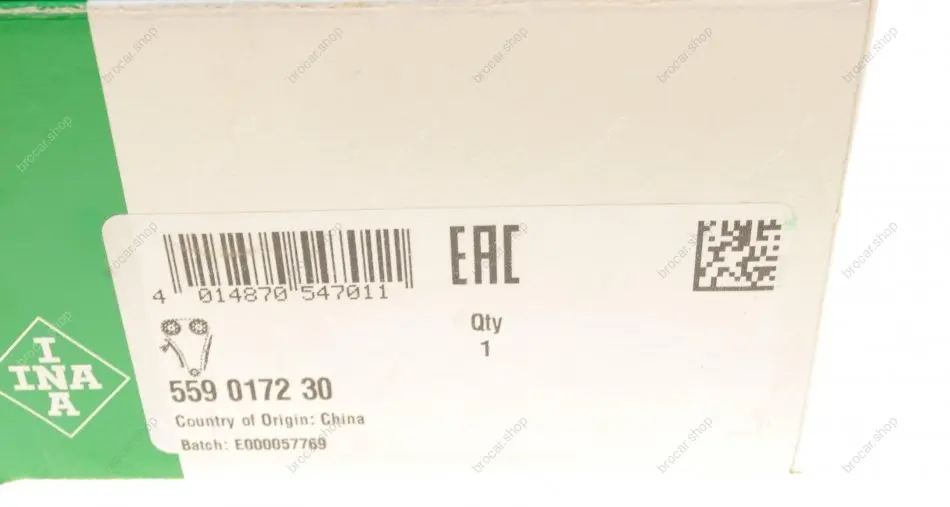 brocar.shop
4 014870 547011
EAC
Qty
1
559 0172 30
Country of Origin: China
Batch: E000057769
I
INA
A